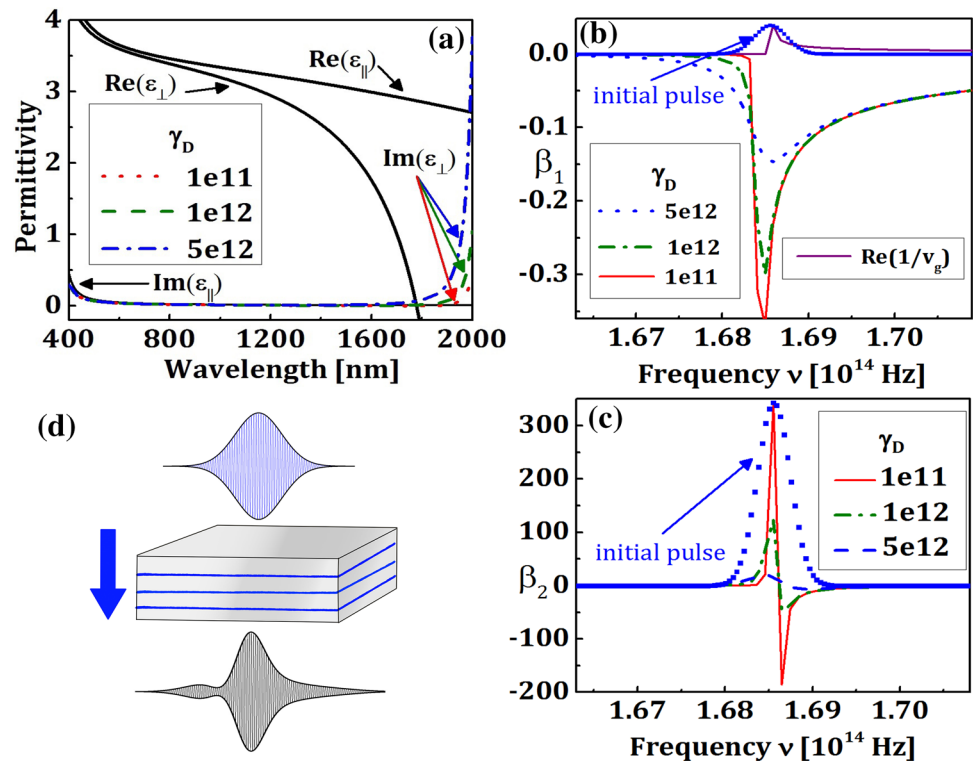 (a)
4
3
2
1
0
Permittivity
Re(ε⊥)
Re(ε||)
γD
1e11
1e12
5e12
Im(ε⊥)
Im(ε||)
400 800 1200 1600 2000
Wavelength [nm]
(b)
0.0
-0.1
-0.2
-0.3
β1
initial pulse
γD
5e12
1e12
1e11
Re(1/vg)
1.67 1.68 1.69 1.70
Frequency ν [10^14 Hz]
(d)
(c)
300
200
100
0
-100
-200
β2
initial pulse
γD
1e11
1e12
5e12
1.67 1.68 1.69 1.70
Frequency ν [10^14 Hz]